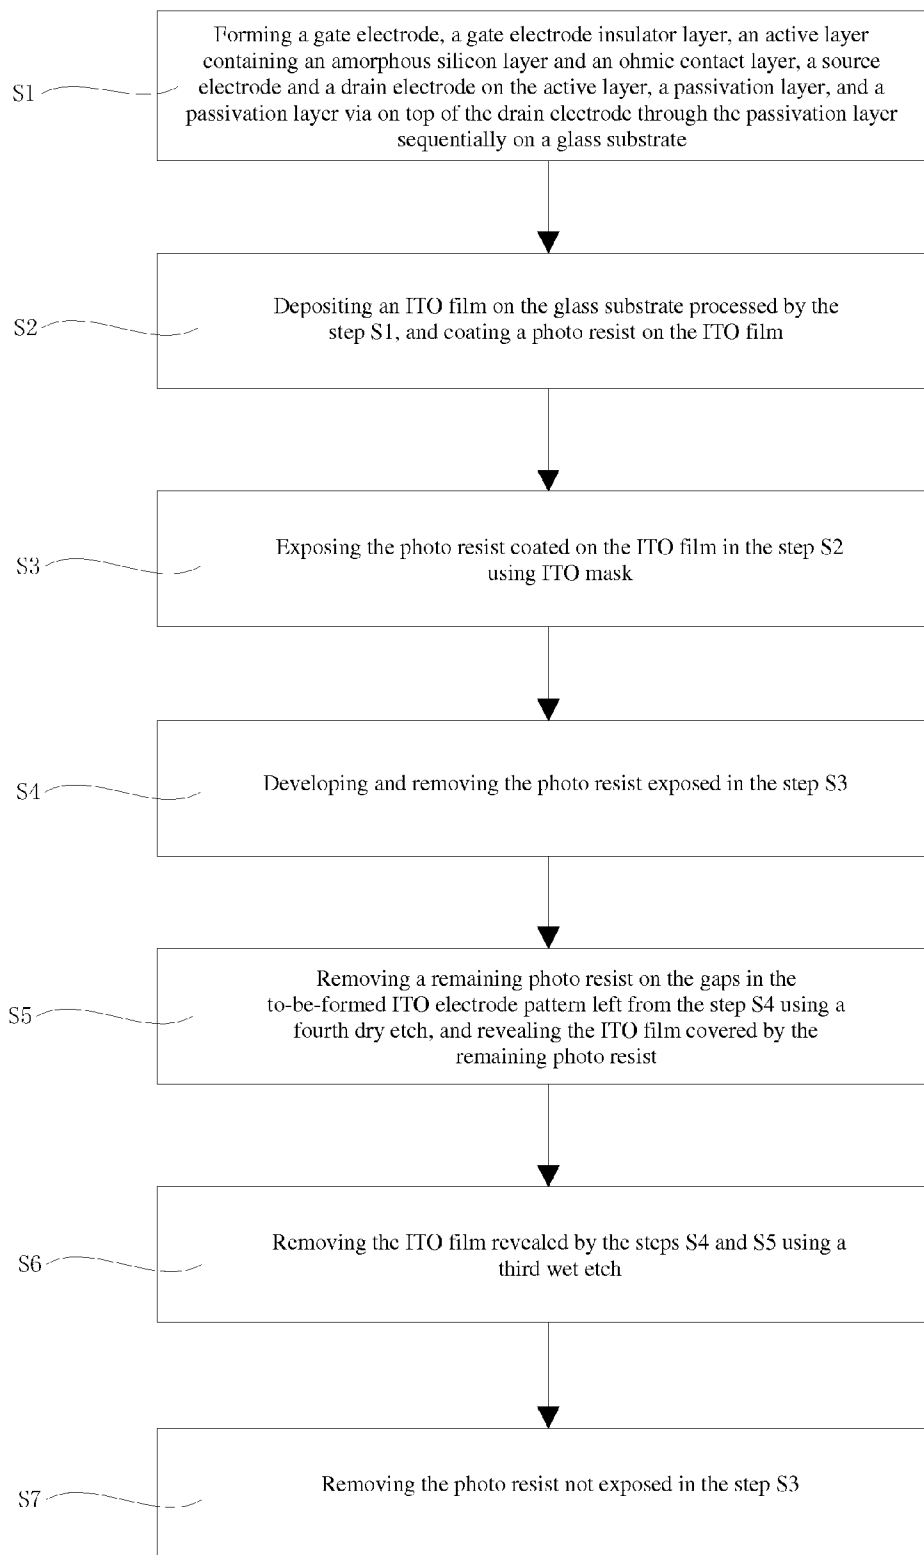 S1
Forming a gate electrode, a gate electrode insulator layer, an active layer
containing an amorphous silicon layer and an ohmic contact layer, a source
electrode and a drain electrode on the active layer, a passivation layer, and a
passivation layer via on top of the drain electrode through the passivation layer
sequentially on a glass substrate
S2
Depositing an ITO film on the glass substrate processed by the
step S1, and coating a photo resist on the ITO film
S3
Exposing the photo resist coated on the ITO film in the step S2
using ITO mask
S4
Developing and removing the photo resist exposed in the step S3
S5
Removing a remaining photo resist on the gaps in the
to-be-formed ITO electrode pattern left from the step S4 using a
fourth dry etch, and revealing the ITO film covered by the
remaining photo resist
S6
Removing the ITO film revealed by the steps S4 and S5 using a
third wet etch
S7
Removing the photo resist not exposed in the step S3